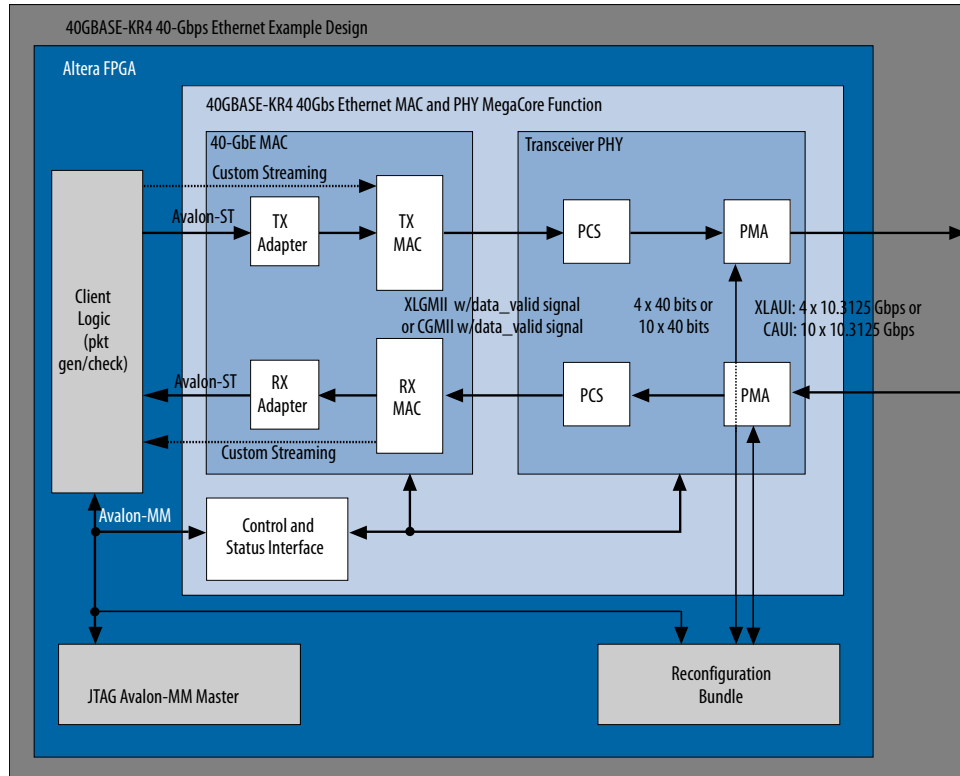 40GBASE-KR4 40-Gbps Ethernet Example Design
Altera FPGA
40GBASE-KR4 40Gbs Ethernet MAC and PHY MegaCore Function
40-GbE MAC
Transceiver PHY
Custom Streaming
Avalon-ST
TX
Adapter
TX
MAC
PCS
PMA
Client
Logic
(pkt
gen/check)
XLGMII w/data_valid signal
or CGMII w/data_valid signal
4 x 40 bits or
10 x 40 bits
XLAUI: 4 x 10.3125 Gbps or
CAUI: 10 x 10.3125 Gbps
Avalon-ST
RX
Adapter
RX
MAC
PCS
PMA
Custom Streaming
Avalon-MM
Control and
Status Interface
JTAG Avalon-MM Master
Reconfiguration
Bundle